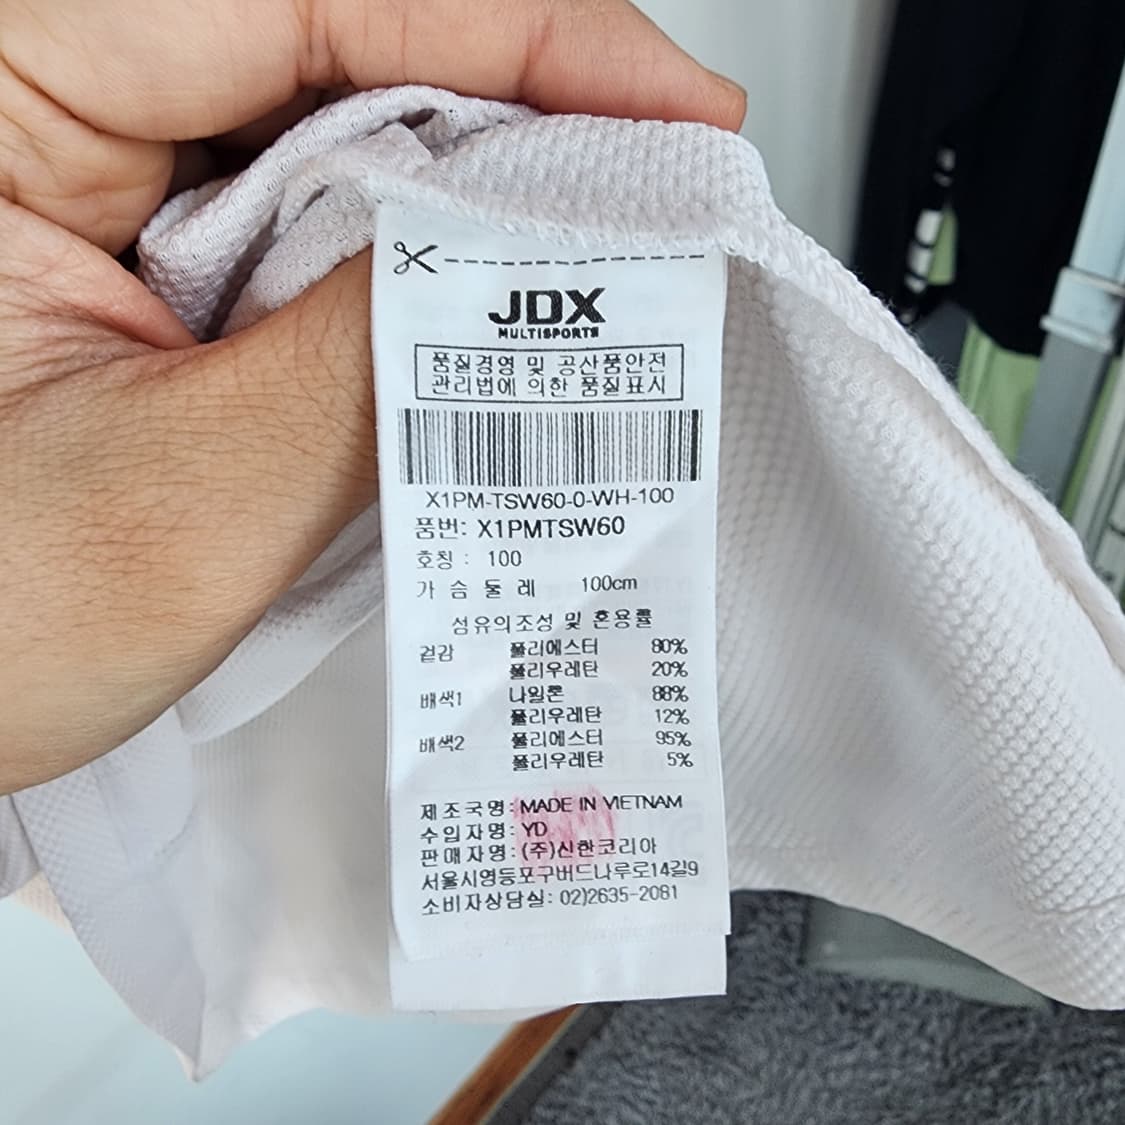 JDX
MULTISPORTS
품질경영 및 공산품안전
관리법에 의한 품질표시
X1PM-TSW60-0-WH-100
품번: X1PMTSW60
호칭 : 100
가 슴 둘 레 100cm
섬유의조성 및 혼용률
겉감 폴리에스터 80%
폴리우레탄 20%
배색1 나일론 88%
폴리우레탄 12%
배색2 폴리에스터 95%
폴리우레탄 5%
제조국명: MADE IN VIETNAM
수입자명: YD
판매자명: (주)신한코리아
서울시영등포구버드나루로14길9
소비자상담실: 02)2635-2081